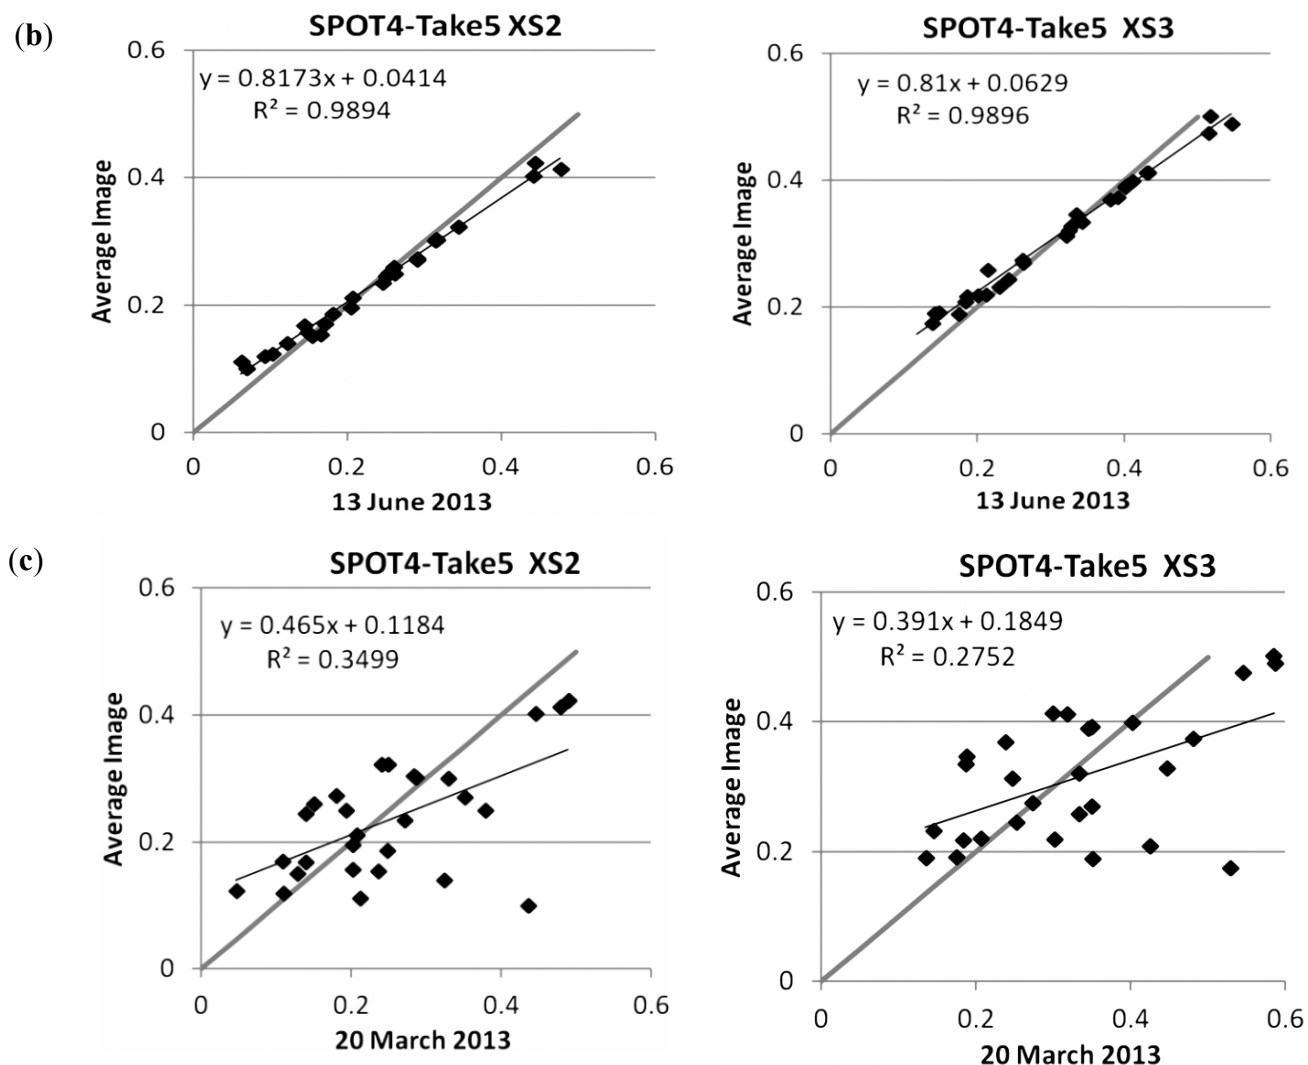 (b)
SPOT4-Take5 XS2
0.6
y = 0.8173x + 0.0414
R² = 0.9894
0.4
Average Image
0.2
0
0 0.2 0.4 0.6
13 June 2013
SPOT4-Take5 XS3
0.6
y = 0.81x + 0.0629
R² = 0.9896
0.4
Average Image
0.2
0
0 0.2 0.4 0.6
13 June 2013
(c)
SPOT4-Take5 XS2
0.6
y = 0.465x + 0.1184
R² = 0.3499
0.4
Average Image
0.2
0
0 0.2 0.4 0.6
20 March 2013
SPOT4-Take5 XS3
0.6
y = 0.391x + 0.1849
R² = 0.2752
0.4
Average Image
0.2
0
0 0.2 0.4 0.6
20 March 2013